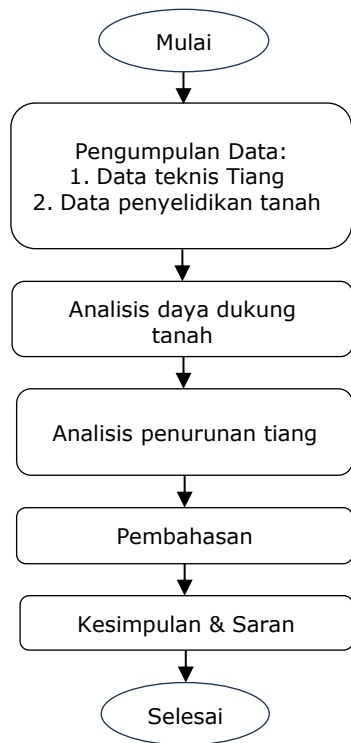 Mulai
Pengumpulan Data:
1. Data teknis Tiang
2. Data penyelidikan tanah
Analisis daya dukung
tanah
Analisis penurunan tiang
Pembahasan
Kesimpulan & Saran
Selesai